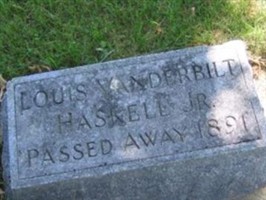 LOUIS VANDERBILT
HASKELL JR
PASSED AWAY 1891